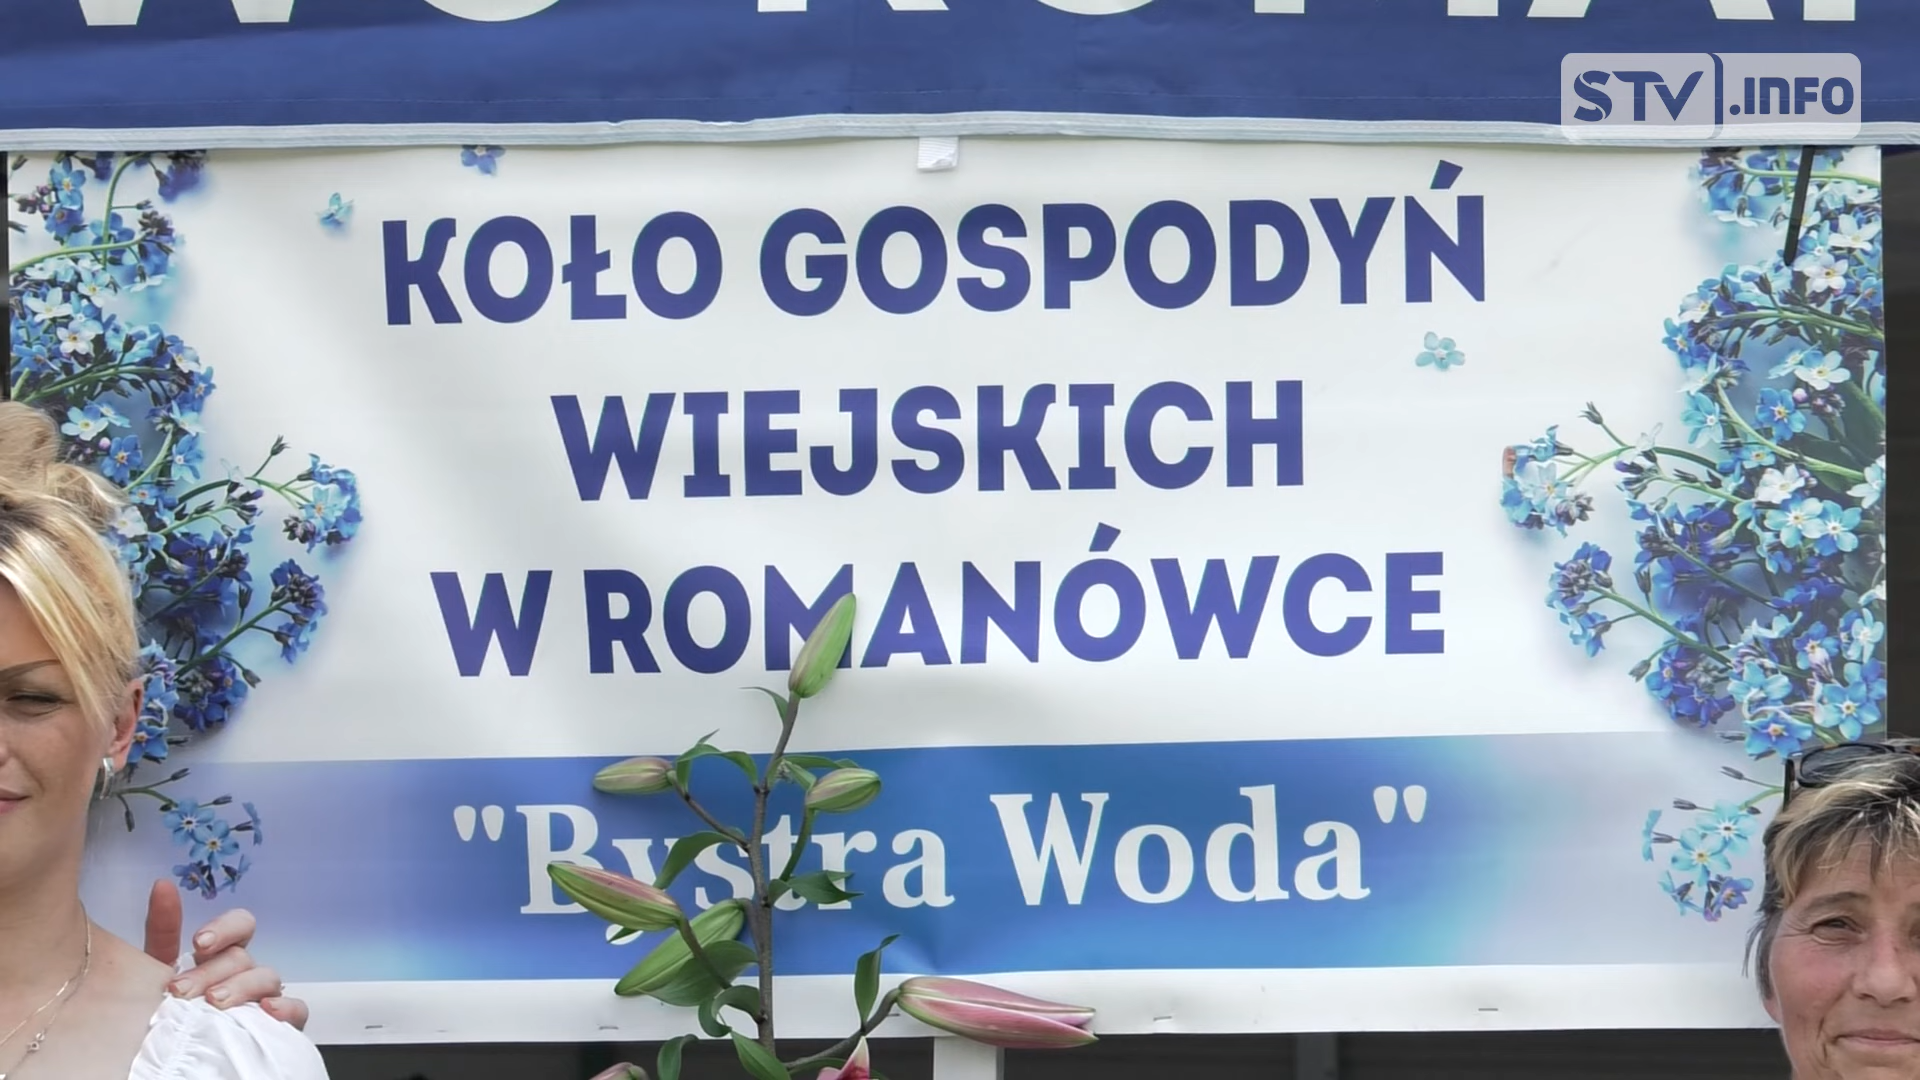 STV.INFO
KOŁO GOSPODYŃ
WIEJSKICH
W ROMANÓWCE
"Bystra Woda"